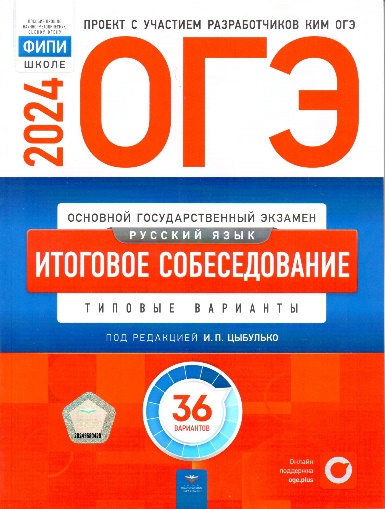 ПРОЕКТ С УЧАСТИЕМ РАЗРАБОТЧИКОВ КИМ ОГЭ
ФИПИ
ШКОЛЕ
2024
ОГЭ
ОСНОВНОЙ ГОСУДАРСТВЕННЫЙ ЭКЗАМЕН
РУССКИЙ ЯЗЫК
ИТОГОВОЕ СОБЕСЕДОВАНИЕ
ТИПОВЫЕ ВАРИАНТЫ
ПОД РЕДАКЦИЕЙ И. П. ЦЫБУЛЬКО
36
ВАРИАНТОВ
Онлайн
поддержка
oge.plus